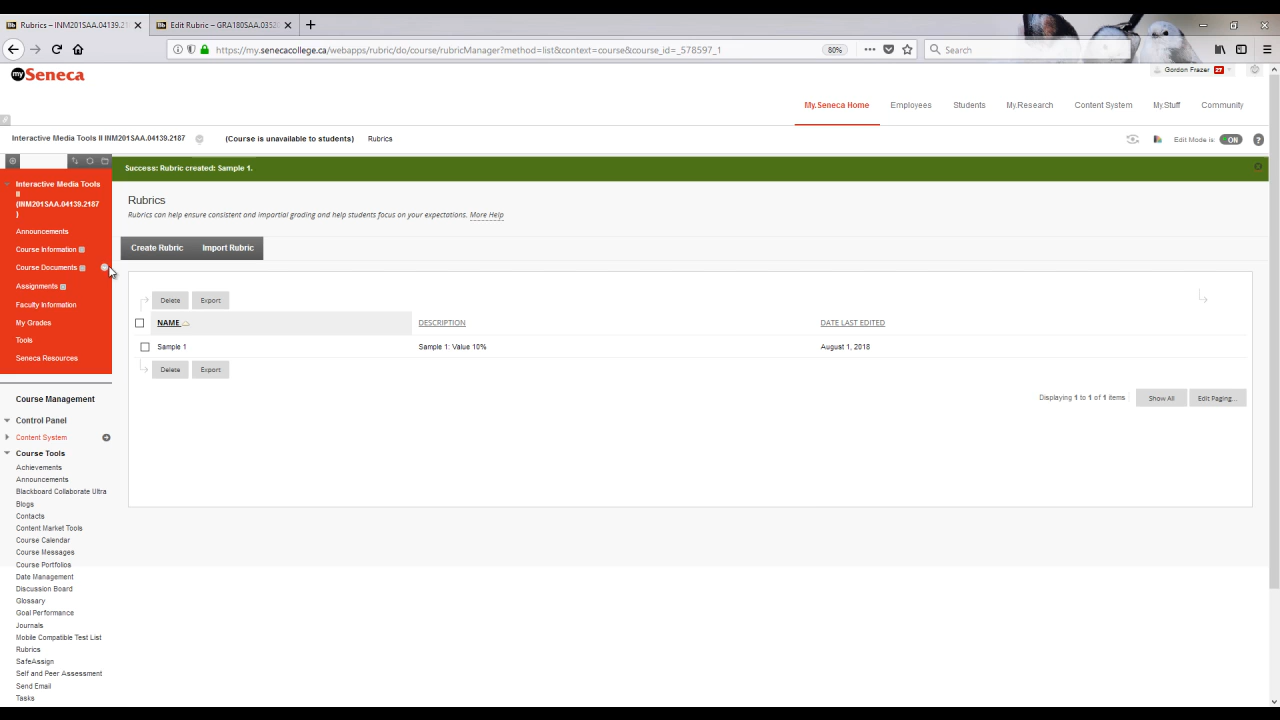 Rubrics – INM201SAA.04139.21
Edit Rubric – GRA180SAA.0352
https://my.senecacollege.ca/webapps/rubric/do/course/rubricManager?method=list&context=course&course_id=_578597_1
80%
Search
mySeneca
Gordon Frazer 27
My.Seneca Home
Employees
Students
My.Research
Content System
My.Stuff
Community
Interactive Media Tools II INM201SAA.04139.2187
(Course is unavailable to students)
Rubrics
Edit Mode is: ON
?
Success: Rubric created: Sample 1.
Interactive Media Tools
II
(INM201SAA.04139.2187
)
Announcements
Course Information
Course Documents
Assignments
Faculty Information
My Grades
Tools
Seneca Resources
Course Management
Control Panel
Content System
Course Tools
Achievements
Announcements
Blackboard Collaborate Ultra
Blogs
Contacts
Content Market Tools
Course Calendar
Course Messages
Course Portfolios
Date Management
Discussion Board
Glossary
Goal Performance
Journals
Mobile Compatible Test List
Rubrics
SafeAssign
Self and Peer Assessment
Send Email
Tasks
Rubrics
Rubrics can help ensure consistent and impartial grading and help students focus on your expectations. More Help
Create Rubric
Import Rubric
Delete
Export
NAME
DESCRIPTION
DATE LAST EDITED
Sample 1
Sample 1: Value 10%
August 1, 2018
Delete
Export
Displaying 1 to 1 of 1 items
Show All
Edit Paging...